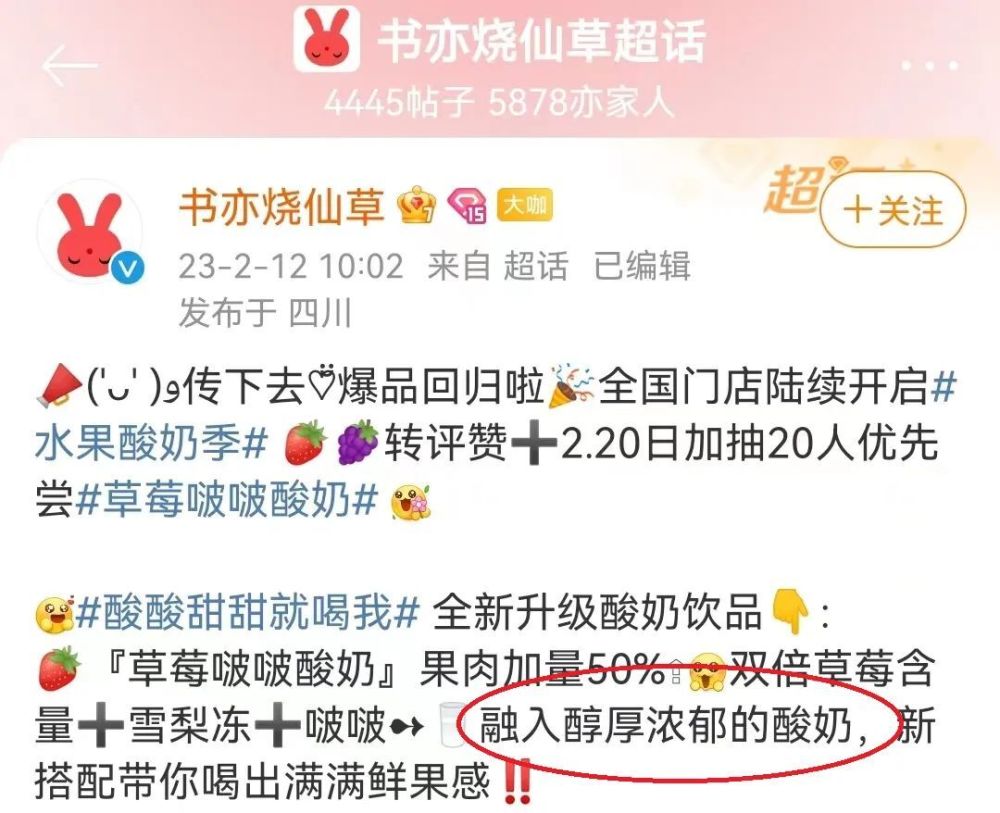 书亦烧仙草超话
4445帖子 5878亦家人
超
+关注
书亦烧仙草 7 15 大咖
23-2-12 10:02 来自 超话 已编辑
发布于 四川
📣(' ᴗ ' )و传下去♡爆品回归啦🎉全国门店陆续开启#
水果酸奶季# 🍓🍇转评赞➕2.20日加抽20人优先
尝#草莓啵啵酸奶#
🥰#酸酸甜甜就喝我# 全新升级酸奶饮品👇:
🍓『草莓啵啵酸奶』果肉加量50%⇧🤗双倍草莓含
量➕雪梨冻➕啵啵➻🥛融入醇厚浓郁的酸奶，新
搭配带你喝出满满鲜果感‼️